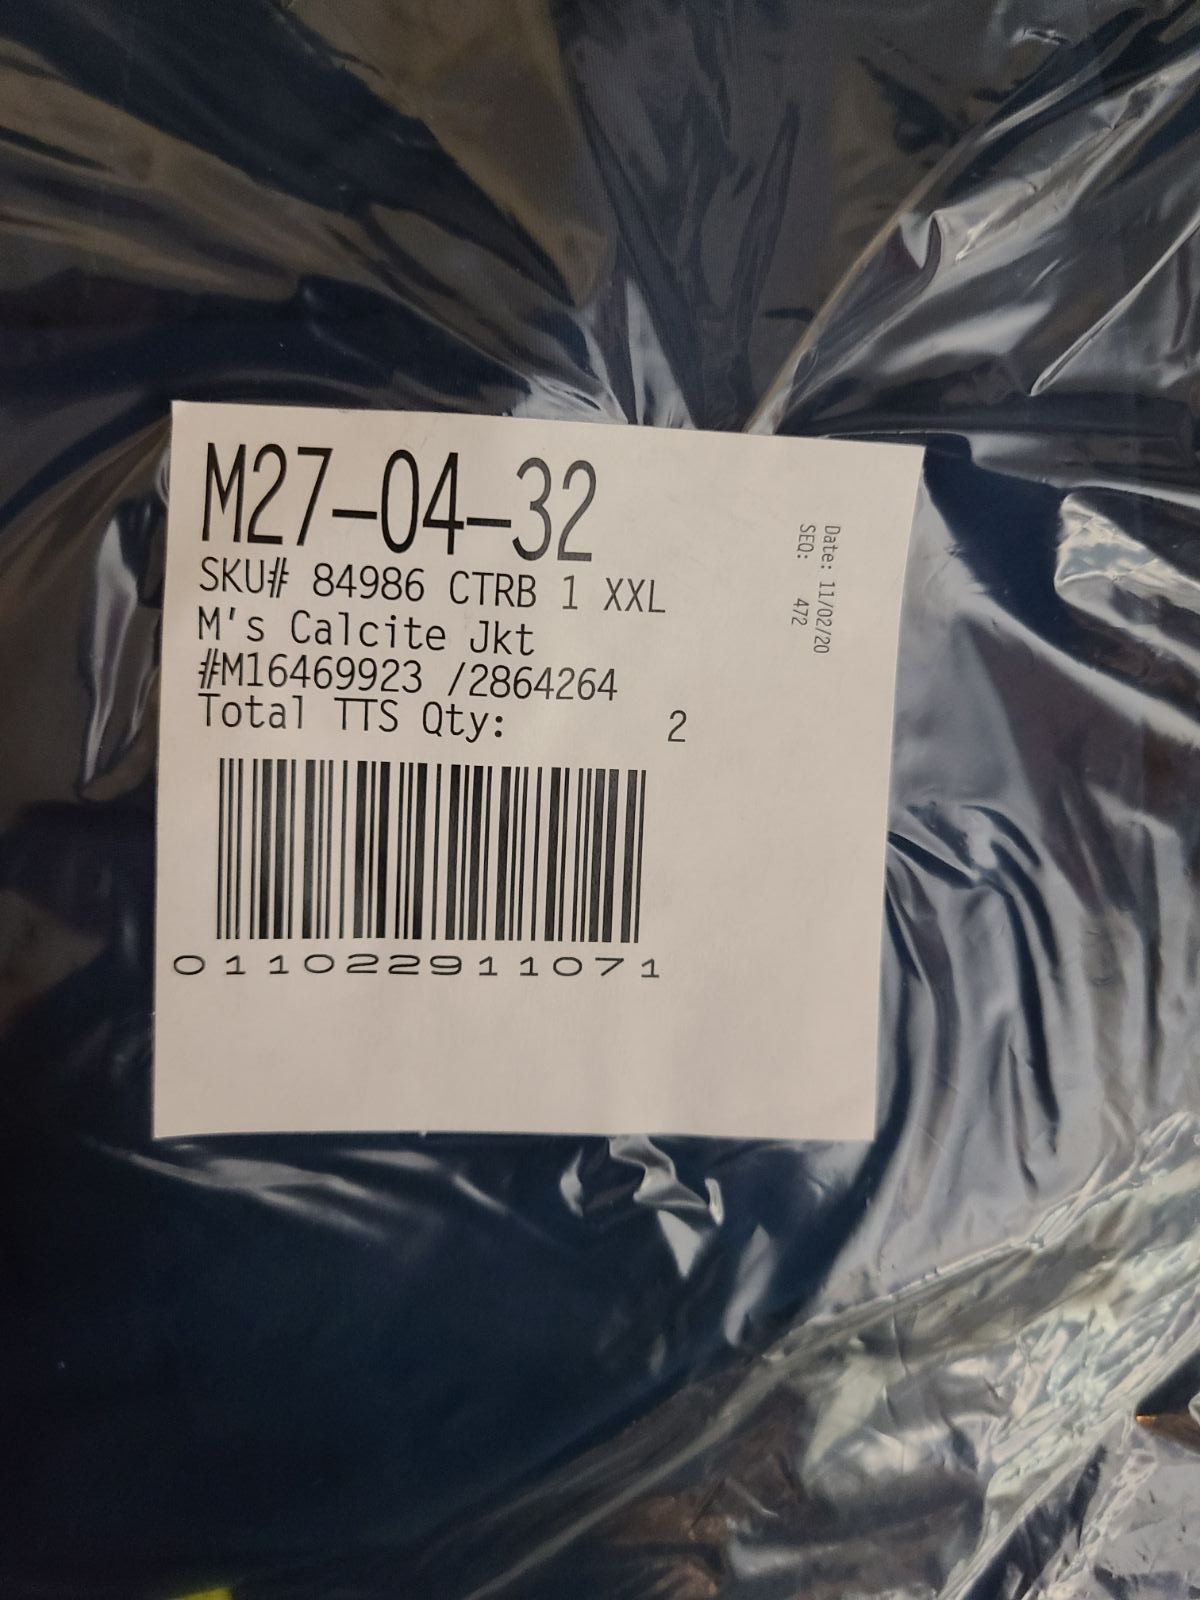 M27-04-32
SKU# 84986 CTRB 1 XXL
M's Calcite Jkt
#M16469923 /2864264
Total TTS Qty: 2
011022911071
Date: 11/02/20
SEQ: 472